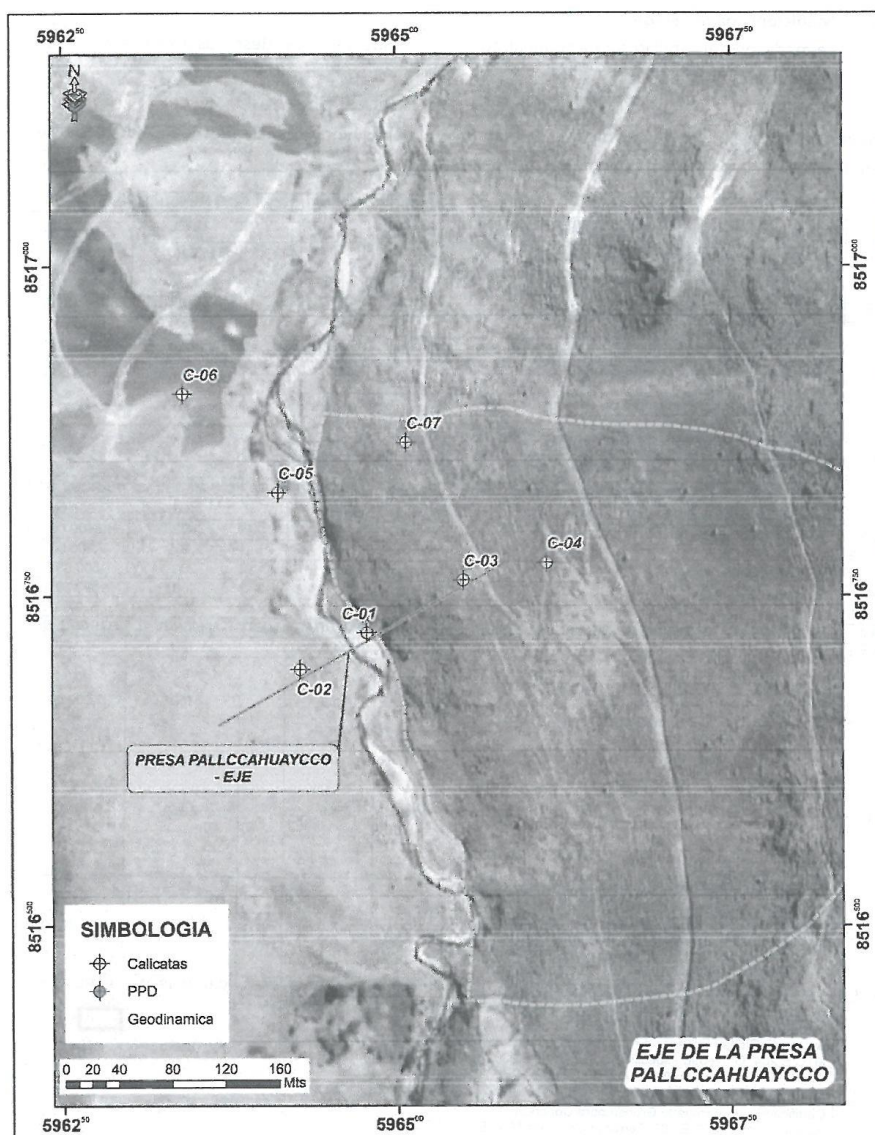 5962⁵⁰ 5965⁰⁰ 5967⁵⁰
N
8517⁰⁰⁰ 8517⁰⁰⁰
C-06
C-07
C-05
C-04
C-03
8516⁷⁵⁰ 8516⁷⁵⁰
C-01
C-02
PRESA PALLCCAHUAYCCO
- EJE
8516⁵⁰⁰ 8516⁵⁰⁰
SIMBOLOGIA
Calicatas
PPD
Geodinamica
0 20 40 80 120 160
Mts
EJE DE LA PRESA
PALLCCAHUAYCCO
5962⁵⁰ 5965⁰⁰ 5967⁵⁰